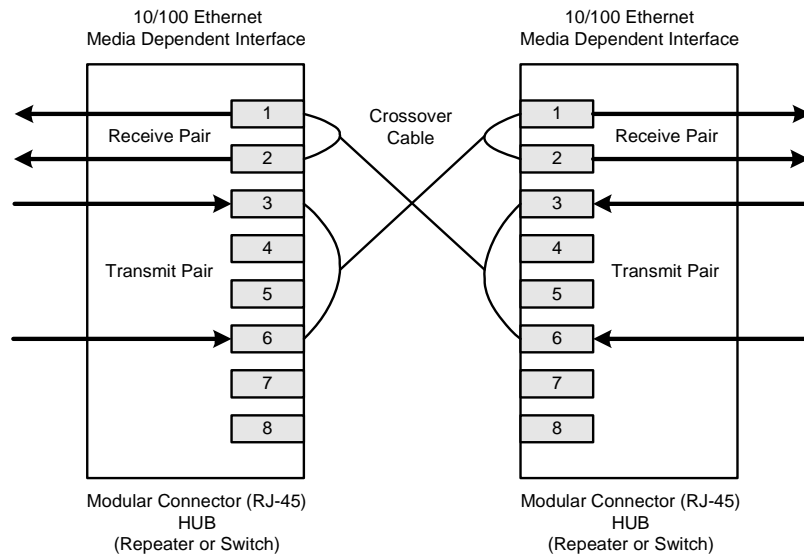 10/100 Ethernet
Media Dependent Interface
10/100 Ethernet
Media Dependent Interface
1
Receive Pair
2
3
4
Transmit Pair
5
6
7
8
Crossover
Cable
1
Receive Pair
2
3
4
Transmit Pair
5
6
7
8
Modular Connector (RJ-45)
HUB
(Repeater or Switch)
Modular Connector (RJ-45)
HUB
(Repeater or Switch)